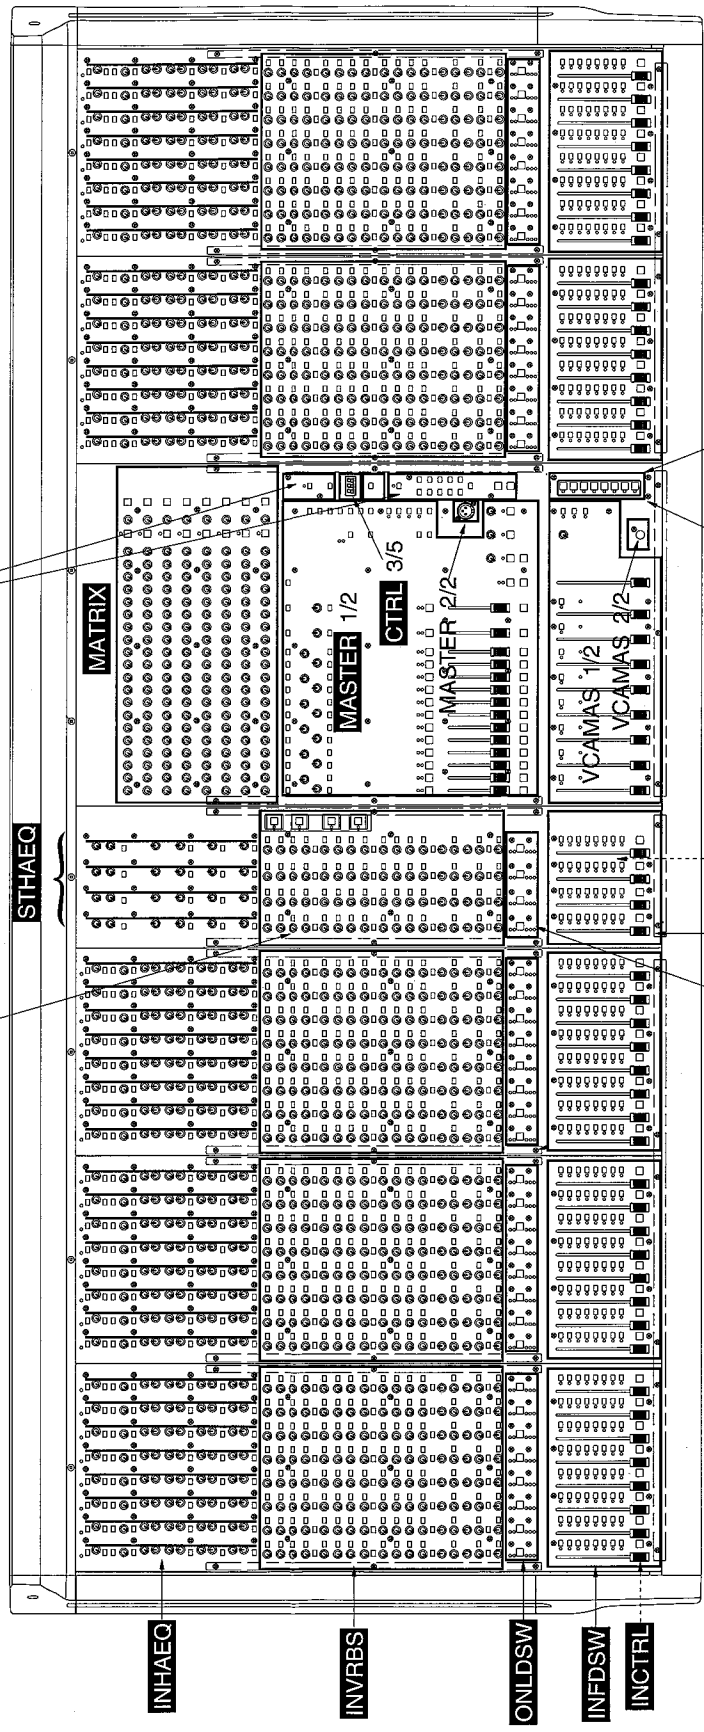 STHAEQ
MATRIX
MASTER 1/2
3/5
CTRL
MASTER 2/2
VCAMAS 1/2
VCAMAS 2/2
INHAEQ
INVRBS
ONLDSW
INFDSW
INCTRL